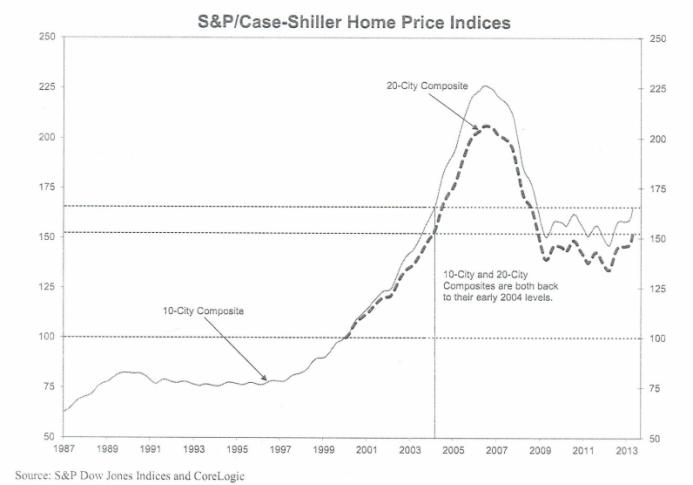 S&P/Case-Shiller Home Price Indices
250
225
200
175
150
125
100
75
50
250
225
200
175
150
125
100
75
50
20-City Composite
10-City and 20-City
Composites are both back
to their early 2004 levels.
10-City Composite
1987 1989 1991 1993 1995 1997 1999 2001 2003 2005 2007 2009 2011 2013
Source: S&P Dow Jones Indices and CoreLogic